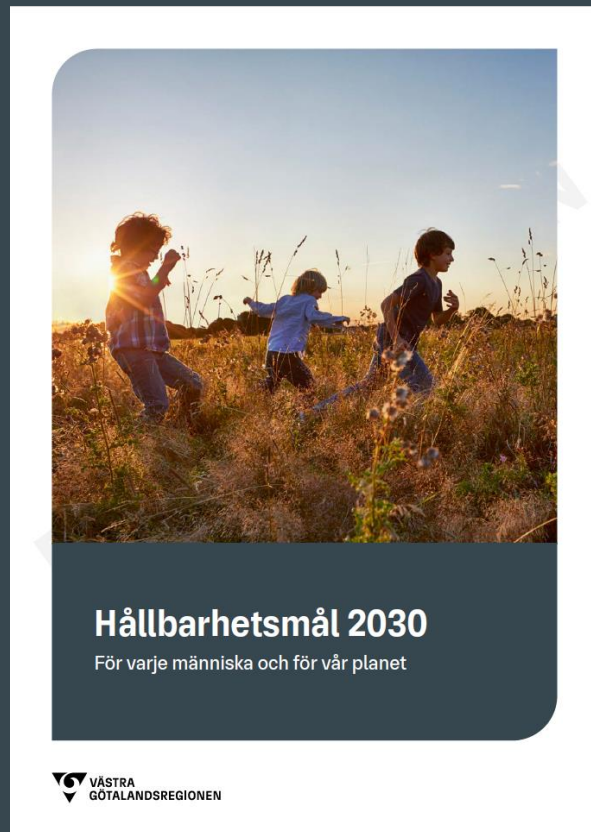 Hållbarhetsmål 2030
För varje människa och för vår planet
VÄSTRA
GÖTALANDSREGIONEN